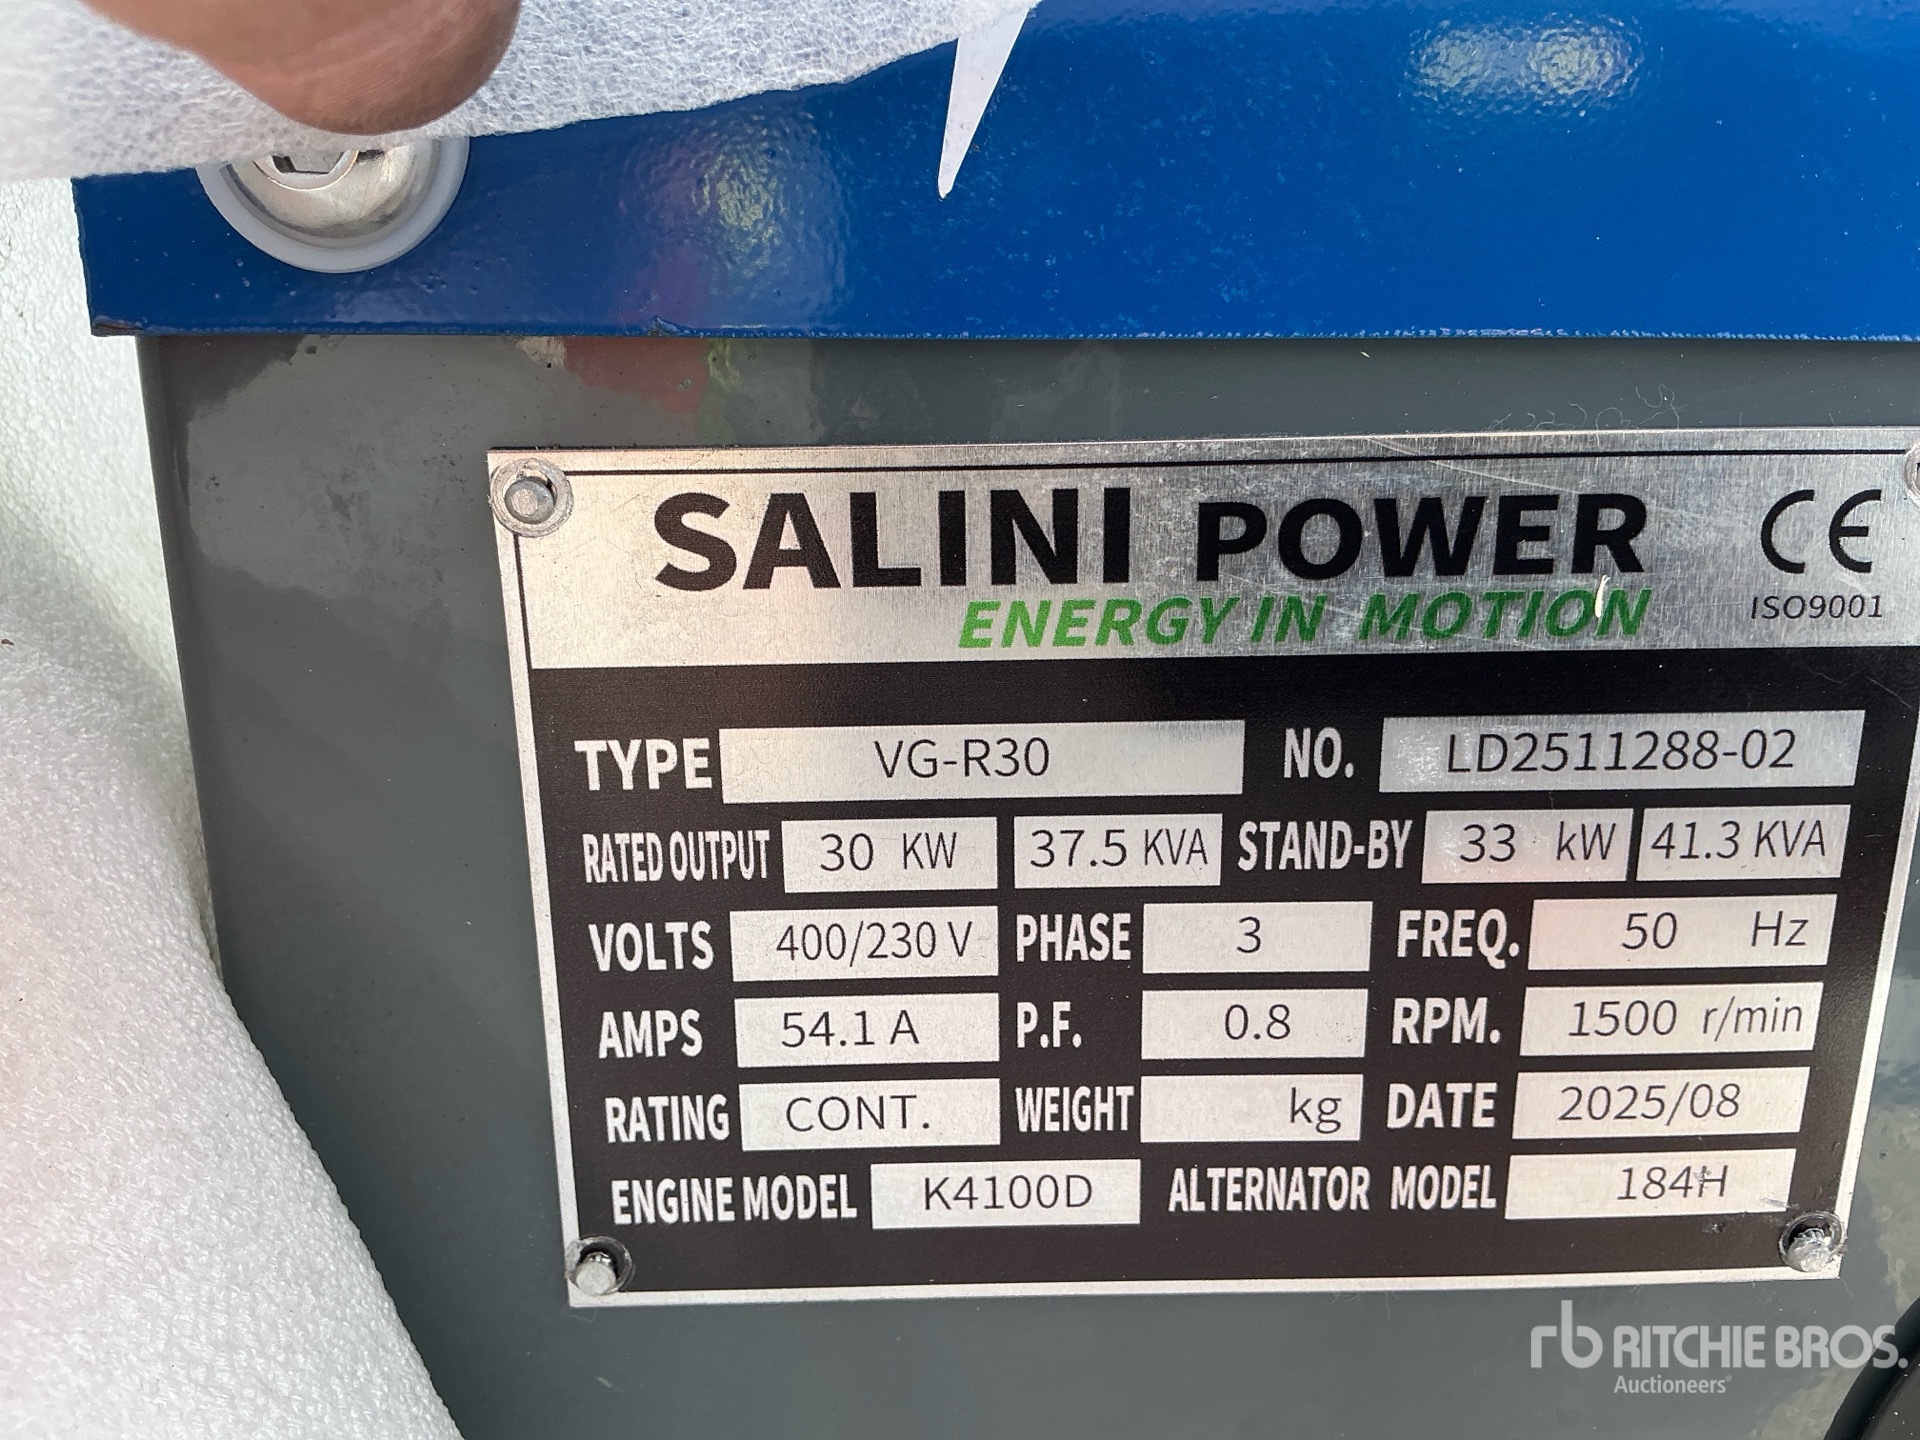 SALINI POWER CE
ENERGY IN MOTION ISO9001
TYPE VG-R30 NO. LD2511288-02
RATED OUTPUT 30 KW 37.5 KVA STAND-BY 33 kW 41.3 KVA
VOLTS 400/230 V PHASE 3 FREQ. 50 Hz
AMPS 54.1 A P.F. 0.8 RPM. 1500 r/min
RATING CONT. WEIGHT kg DATE 2025/08
ENGINE MODEL K4100D ALTERNATOR MODEL 184H
rb RITCHIE BROS.
Auctioneers